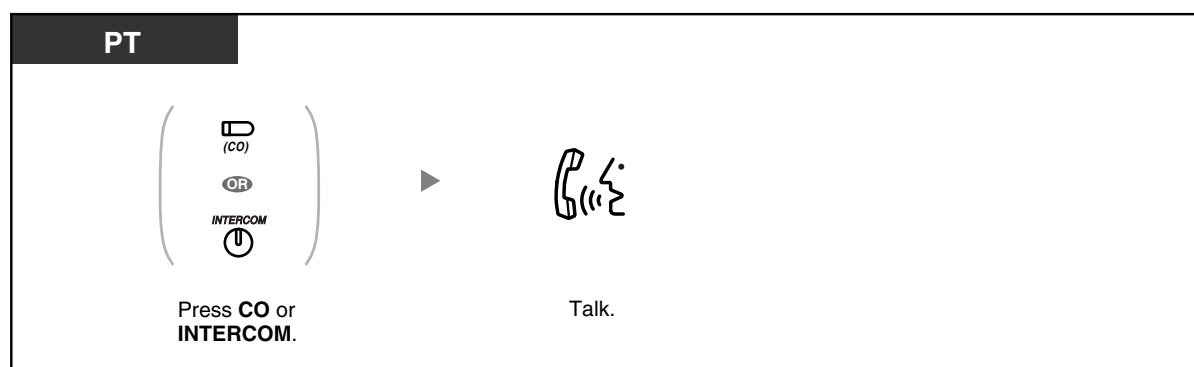 PT
(CO)
OR
INTERCOM
Press CO or
INTERCOM.
Talk.